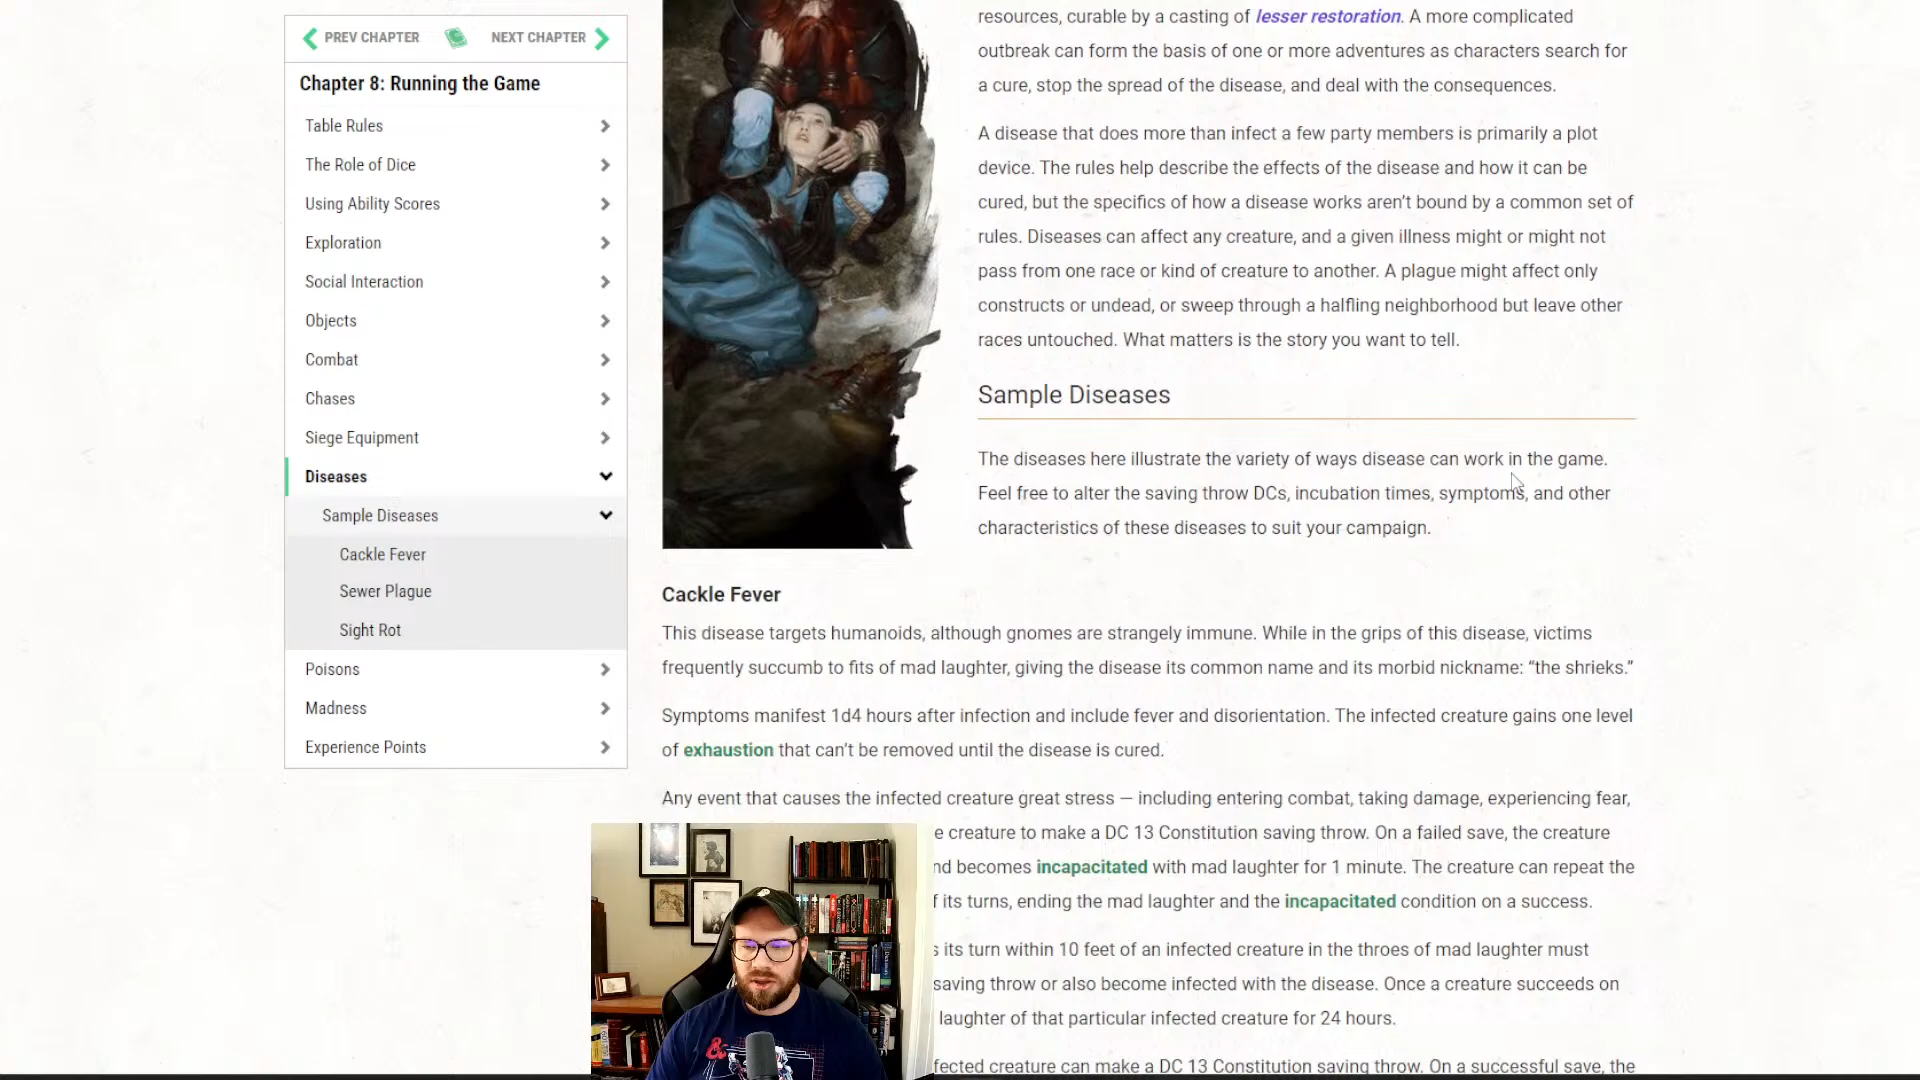 PREV CHAPTER
NEXT CHAPTER
Chapter 8: Running the Game
Table Rules
The Role of Dice
Using Ability Scores
Exploration
Social Interaction
Objects
Combat
Chases
Siege Equipment
Diseases
Sample Diseases
Cackle Fever
Sewer Plague
Sight Rot
Poisons
Madness
Experience Points
resources, curable by a casting of lesser restoration. A more complicated
outbreak can form the basis of one or more adventures as characters search for
a cure, stop the spread of the disease, and deal with the consequences.
A disease that does more than infect a few party members is primarily a plot
device. The rules help describe the effects of the disease and how it can be
cured, but the specifics of how a disease works aren’t bound by a common set of
rules. Diseases can affect any creature, and a given illness might or might not
pass from one race or kind of creature to another. A plague might affect only
constructs or undead, or sweep through a halfling neighborhood but leave other
races untouched. What matters is the story you want to tell.
Sample Diseases
The diseases here illustrate the variety of ways disease can work in the game.
Feel free to alter the saving throw DCs, incubation times, symptoms, and other
characteristics of these diseases to suit your campaign.
Cackle Fever
This disease targets humanoids, although gnomes are strangely immune. While in the grips of this disease, victims
frequently succumb to fits of mad laughter, giving the disease its common name and its morbid nickname: “the shrieks.”
Symptoms manifest 1d4 hours after infection and include fever and disorientation. The infected creature gains one level
of exhaustion that can’t be removed until the disease is cured.
Any event that causes the infected creature great stress — including entering combat, taking damage, experiencing fear,
e creature to make a DC 13 Constitution saving throw. On a failed save, the creature
nd becomes incapacitated with mad laughter for 1 minute. The creature can repeat the
f its turns, ending the mad laughter and the incapacitated condition on a success.
s its turn within 10 feet of an infected creature in the throes of mad laughter must
saving throw or also become infected with the disease. Once a creature succeeds on
laughter of that particular infected creature for 24 hours.
fected creature can make a DC 13 Constitution saving throw. On a successful save, the